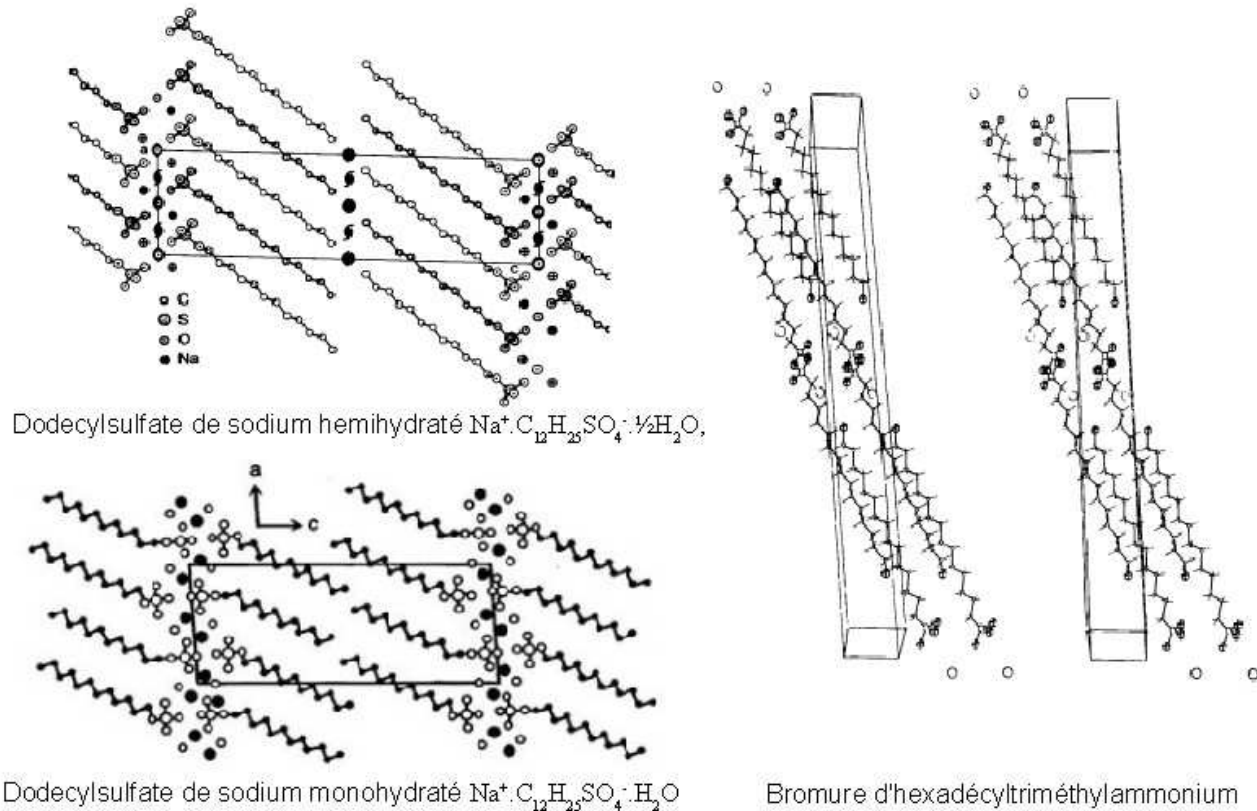 a
c
C
S
O
Na
Dodecylsulfate de sodium hemihydraté Na⁺.C₁₂H₂₅SO₄⁻.½H₂O,
a
c
Dodecylsulfate de sodium monohydraté Na⁺.C₁₂H₂₅SO₄⁻.H₂O
Bromure d'hexadécyltriméthylammonium